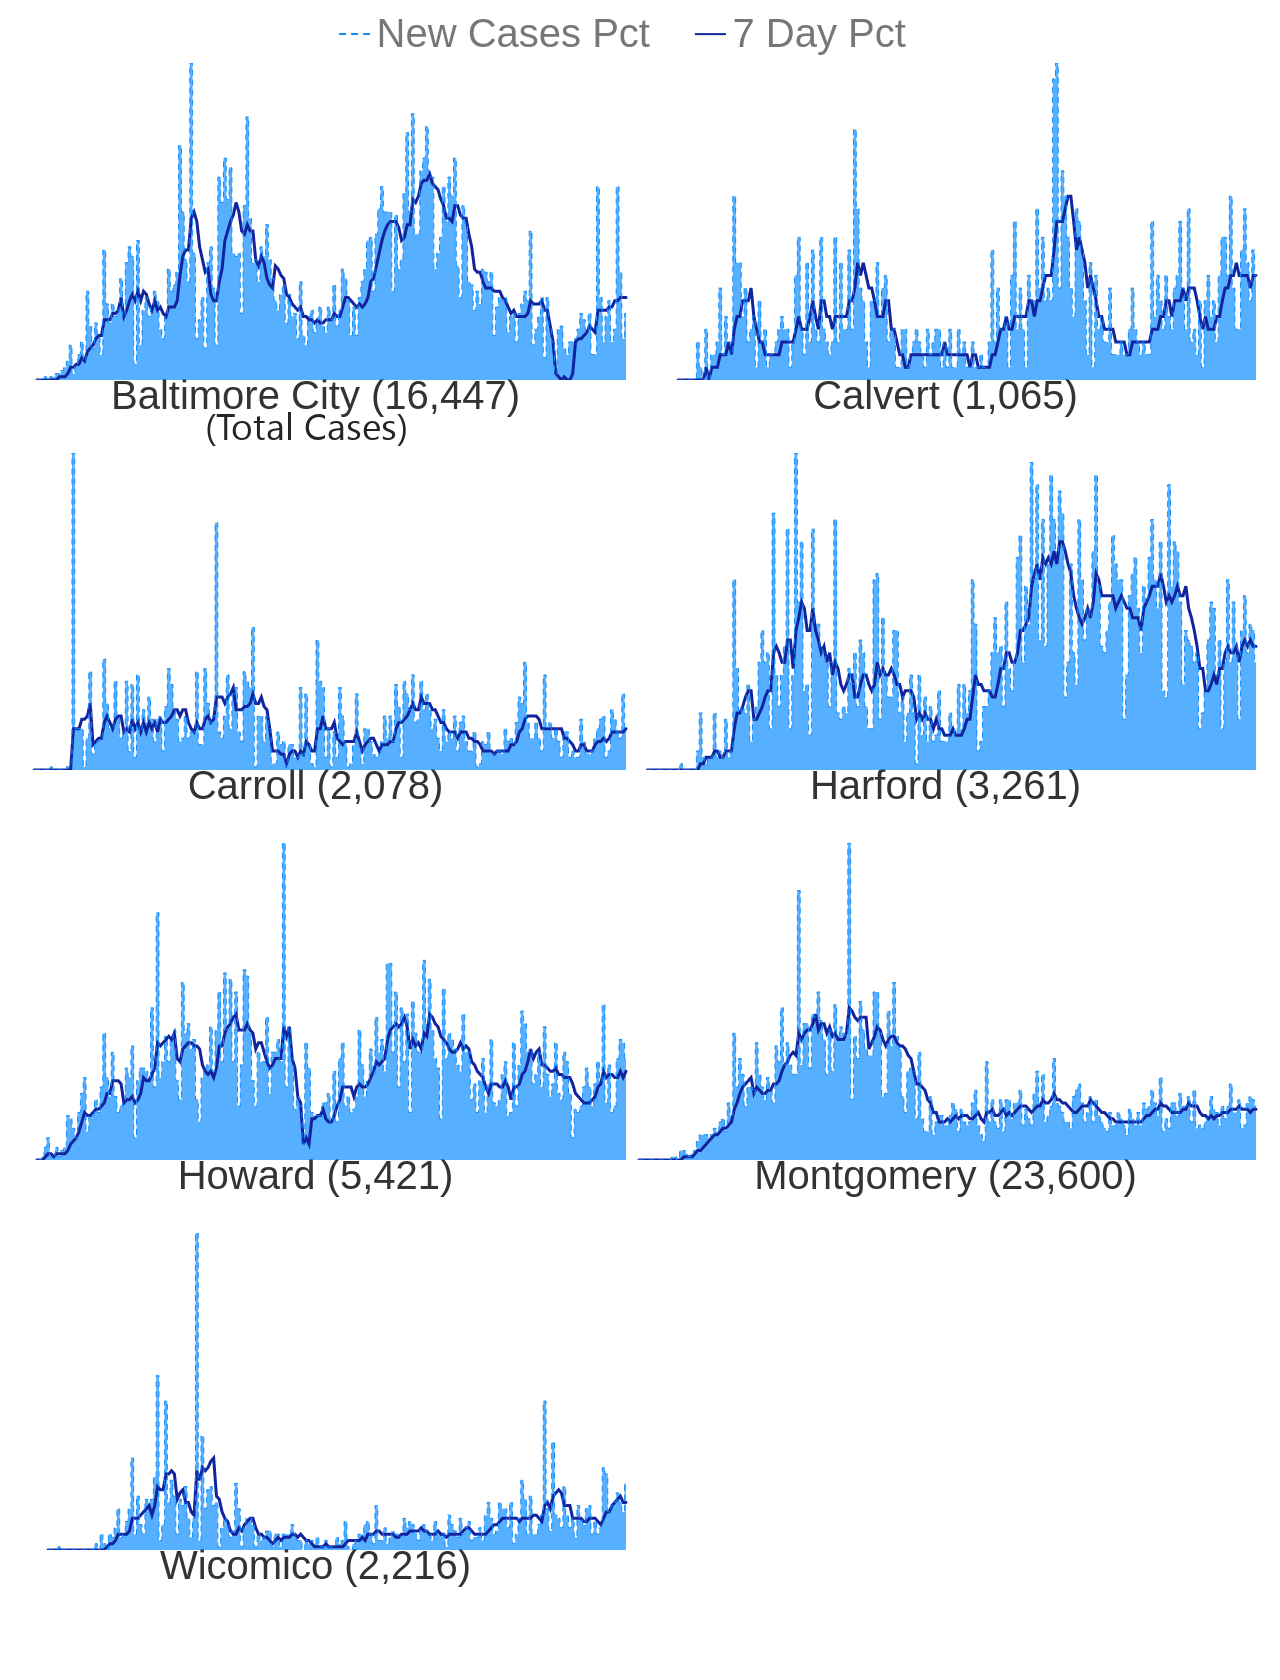 New Cases Pct 7 Day Pct
Baltimore City (16,447)
(Total Cases)
Calvert (1,065)
Carroll (2,078)
Harford (3,261)
Howard (5,421)
Montgomery (23,600)
Wicomico (2,216)